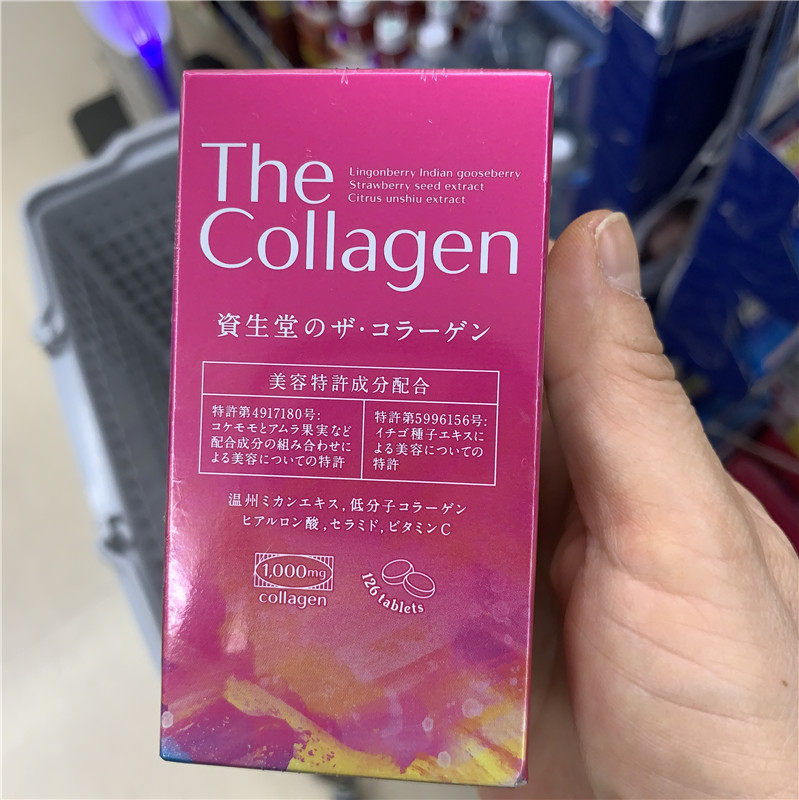 The
Collagen
Lingonberry Indian gooseberry
Strawberry seed extract
Citrus unshiu extract
資生堂のザ・コラーゲン
美容特許成分配合
特許第4917180号:
コケモモとアムラ果実など
配合成分の組み合わせに
よる美容についての特許
特許第5996156号:
イチゴ種子エキスに
よる美容についての
特許
温州ミカンエキス,低分子コラーゲン
ヒアルロン酸,セラミド,ビタミンC
1,000mg
collagen
126 tablets